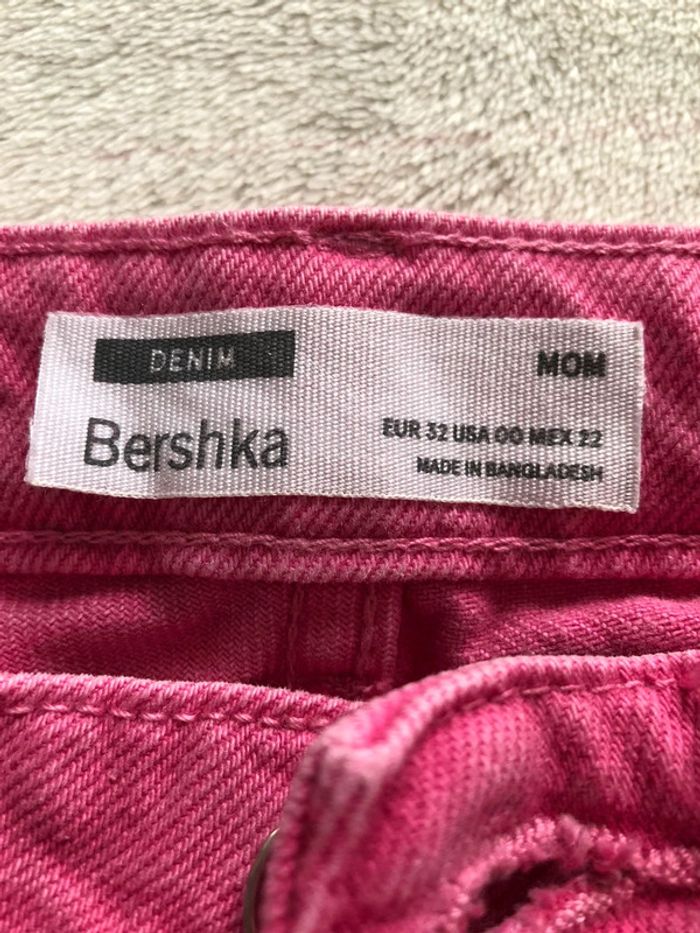 DENIM
Bershka
MOM
EUR 32 USA 00 MEX 22
MADE IN BANGLADESH